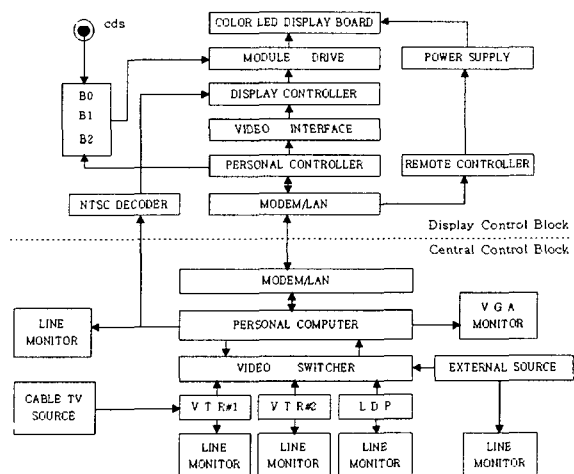 cds
COLOR LED DISPLAY BOARD
MODULE DRIVE
POWER SUPPLY
B0
B1
B2
DISPLAY CONTROLLER
VIDEO INTERFACE
PERSONAL CONTROLLER
REMOTE CONTROLLER
NTSC DECODER
MODEM/LAN
Display Control Block
Central Control Block
MODEM/LAN
LINE
MONITOR
PERSONAL COMPUTER
V G A
MONITOR
VIDEO SWITCHER
EXTERNAL SOURCE
CABLE TV
SOURCE
V T R#1
V T R#2
L D P
LINE
MONITOR
LINE
MONITOR
LINE
MONITOR
LINE
MONITOR